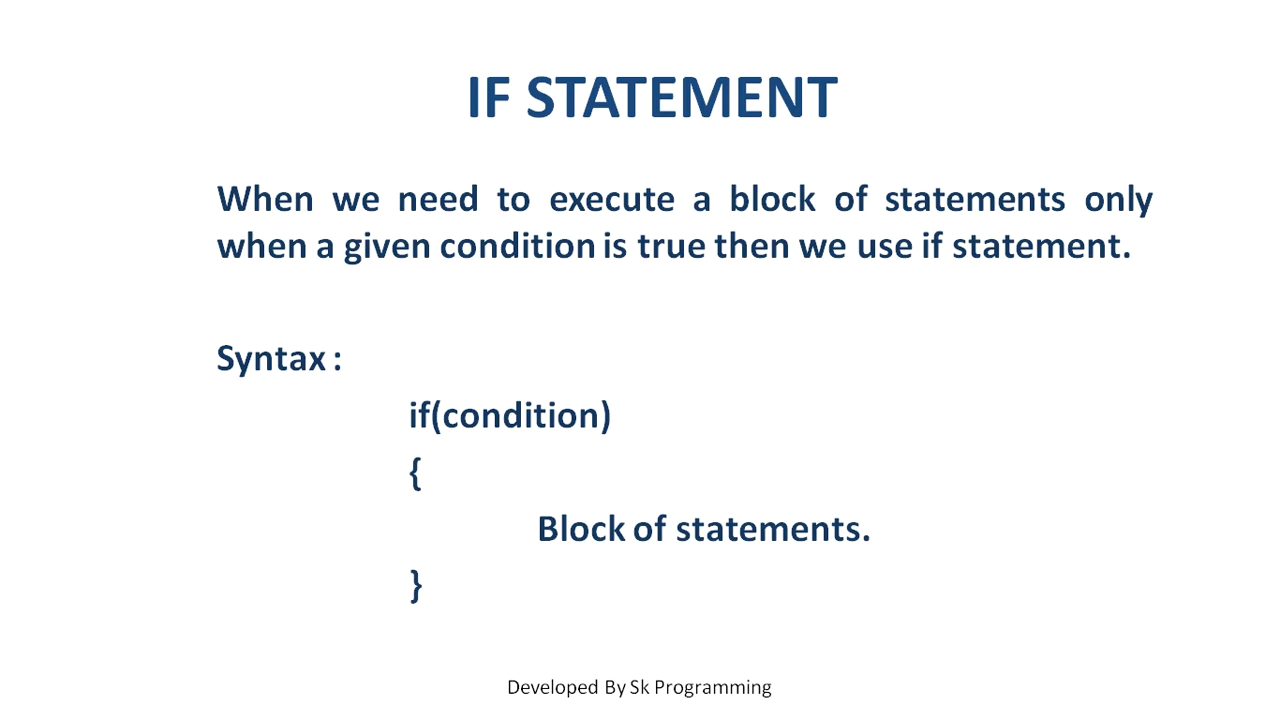 IF STATEMENT
When we need to execute a block of statements only
when a given condition is true then we use if statement.
Syntax :
if(condition)
{
Block of statements.
}
Developed By Sk Programming